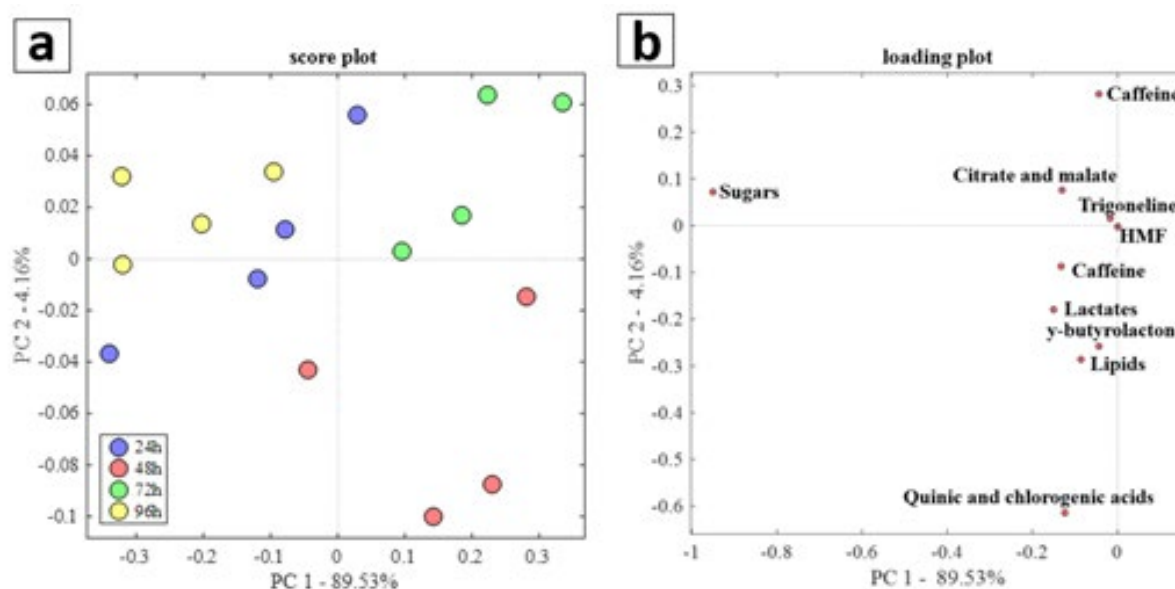 a
score plot
0.06
0.04
0.02
0
-0.02
-0.04
-0.06
-0.08
-0.1
PC 2 - 4.16%
24h
48h
72h
96h
-0.3 -0.2 -0.1 0 0.1 0.2 0.3
PC 1 - 89.53%
b
loading plot
0.3
0.2
0.1
0
-0.1
-0.2
-0.3
-0.4
-0.5
-0.6
PC 2 - 4.16%
Caffeine
Citrate and malate
Sugars
Trigoneline
HMF
Caffeine
Lactates
y-butyrolacton
Lipids
Quinic and chlorogenic acids
-1 -0.8 -0.6 -0.4 -0.2 0
PC 1 - 89.53%